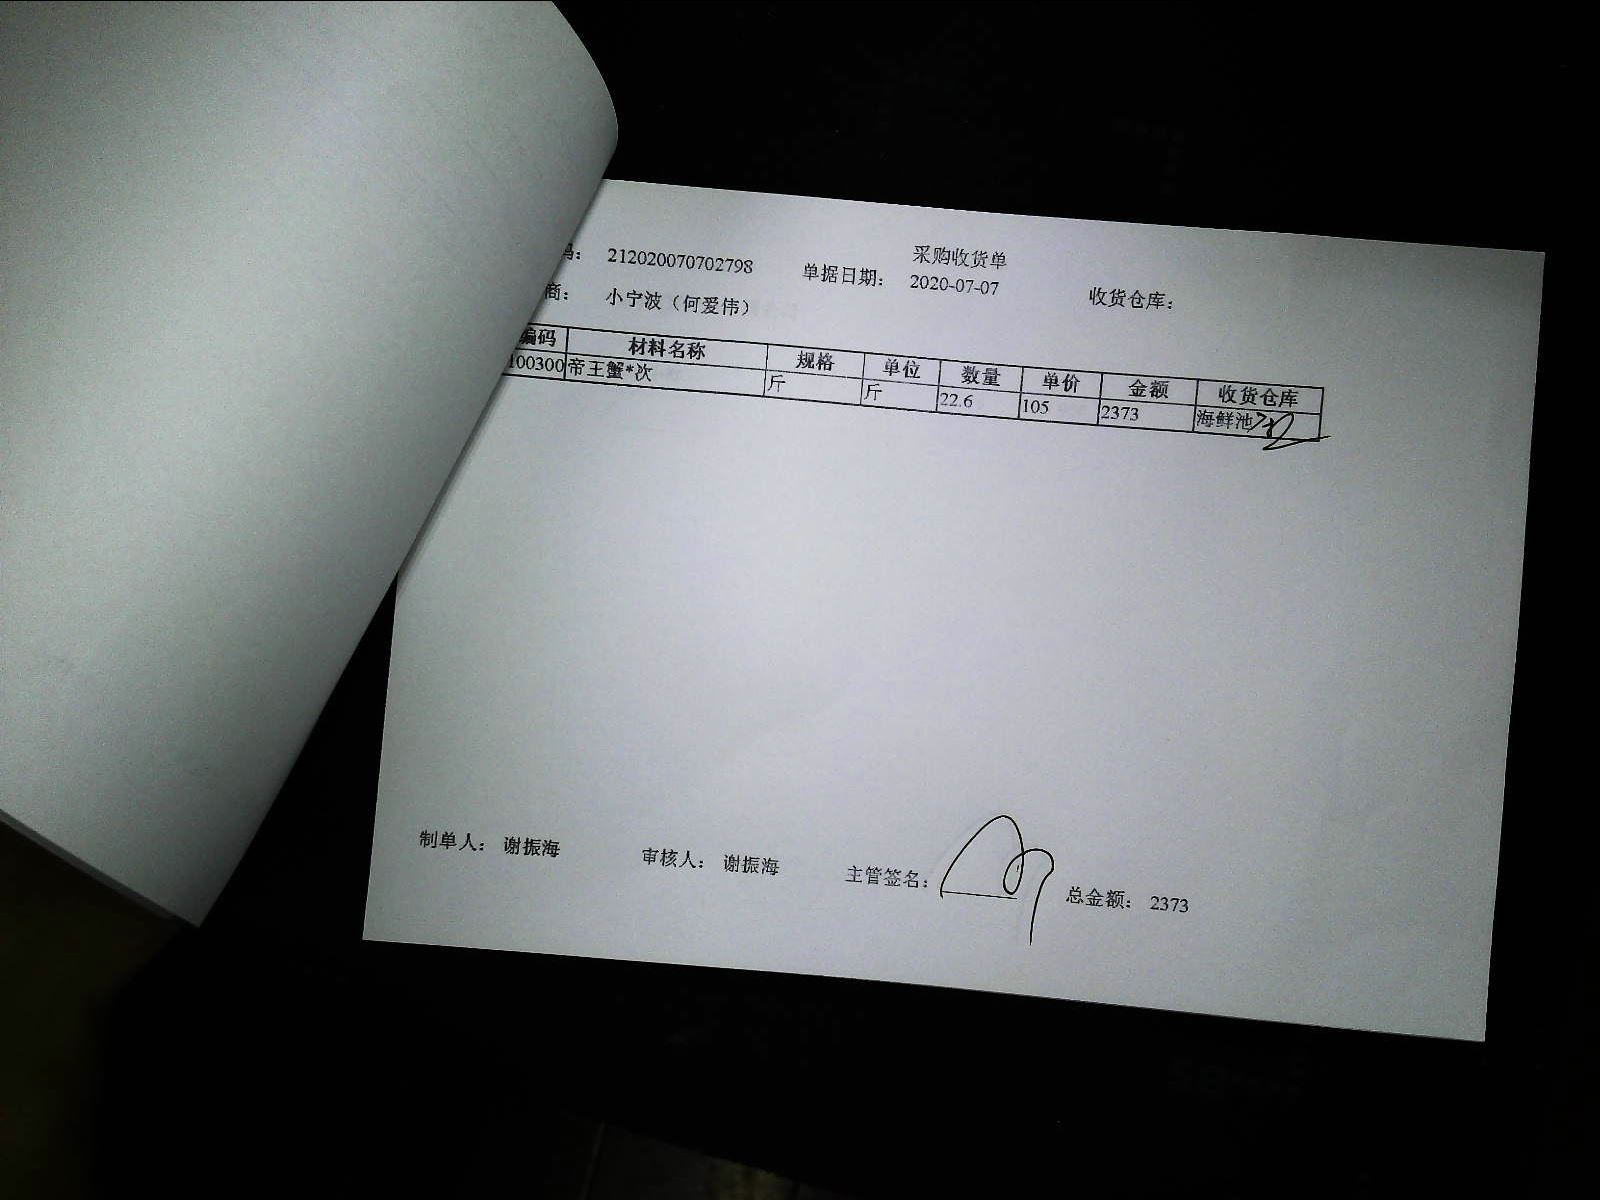 采购收货单
码： 212020070702798 单据日期： 2020-07-07 收货仓库：
商： 小宁波（何爱伟）
编码 材料名称 规格 单位 数量 单价 金额 收货仓库
100300 帝王蟹*次 斤 斤 22.6 105 2373 海鲜池
制单人： 谢振海 审核人： 谢振海 主管签名： 总金额： 2373